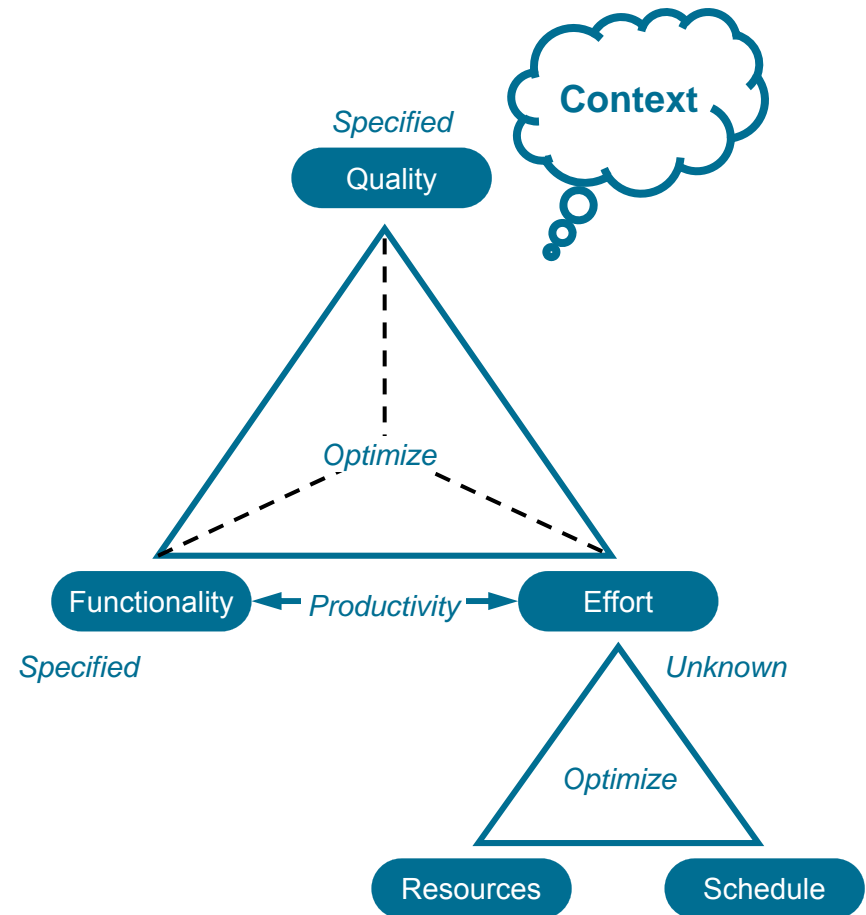 Context
Specified
Quality
Optimize
Functionality
Productivity
Effort
Specified
Unknown
Optimize
Resources
Schedule